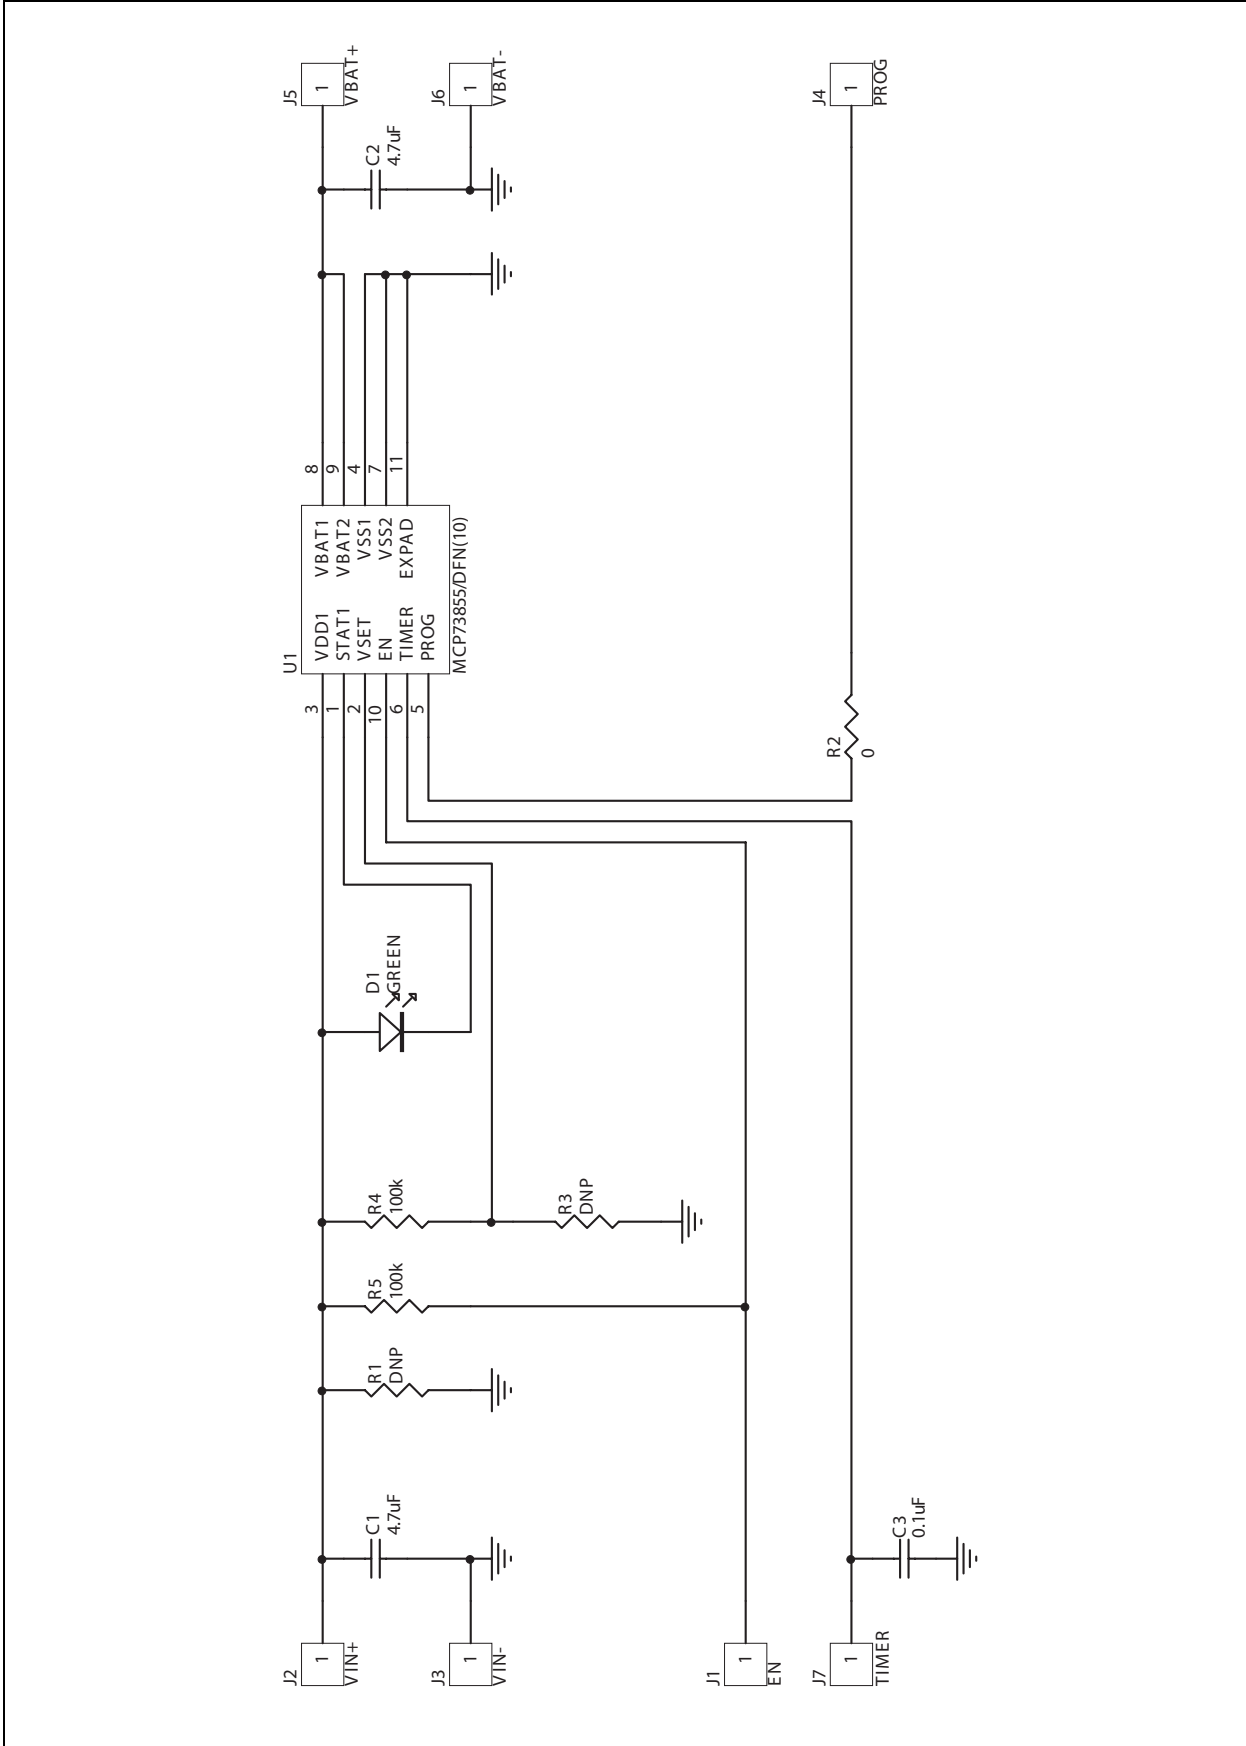 J2
1
VIN+
J3
1
VIN-
J1
1
EN
J7
1
TIMER
C1
4.7uF
C3
0.1uF
R1
DNP
R5
100k
R4
100k
R3
DNP
D1
GREEN
R2
0
3
1
2
10
6
5
U1
VDD1
STAT1
VSET
EN
TIMER
PROG
VBAT1
VBAT2
VSS1
VSS2
EXPAD
MCP73855/DFN(10)
8
9
4
7
11
C2
4.7uF
J5
1
VBAT+
J6
1
VBAT-
J4
1
PROG